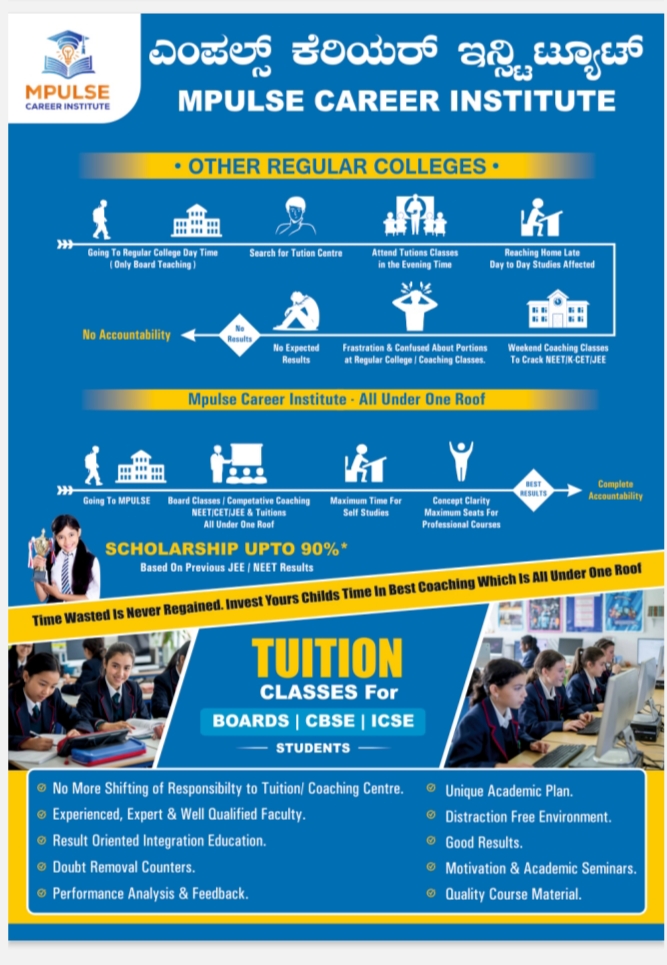 MPULSE
CAREER INSTITUTE
ಎಂಪಲ್ಸ್ ಕೆರಿಯರ್ ಇನ್ಸ್ಟಿಟ್ಯೂಟ್
MPULSE CAREER INSTITUTE
• OTHER REGULAR COLLEGES •
Going To Regular College Day Time
( Only Board Teaching )
Search for Tution Centre
Attend Tutions Classes
in the Evening Time
Reaching Home Late
Day to Day Studies Affected
No Accountability
No
Results
No Expected
Results
Frastration & Confused About Portions
at Regular College / Coaching Classes.
Weekend Coaching Classes
To Crack NEET/K-CET/JEE
Mpulse Career Institute - All Under One Roof
Going To MPULSE
Board Classes / Competative Coaching
NEET/CET/JEE & Tuitions
All Under One Roof
Maximum Time For
Self Studies
Concept Clarity
Maximum Seats For
Professional Courses
BEST
RESULTS
Complete
Accountability
SCHOLARSHIP UPTO 90%*
Based On Previous JEE / NEET Results
Time Wasted Is Never Regained. Invest Yours Childs Time In Best Coaching Which Is All Under One Roof
TUITION
CLASSES For
BOARDS | CBSE | ICSE
STUDENTS
No More Shifting of Responsibilty to Tuition/ Coaching Centre.
Experienced, Expert & Well Qualified Faculty.
Result Oriented Integration Education.
Doubt Removal Counters.
Performance Analysis & Feedback.
Unique Academic Plan.
Distraction Free Environment.
Good Results.
Motivation & Academic Seminars.
Quality Course Material.